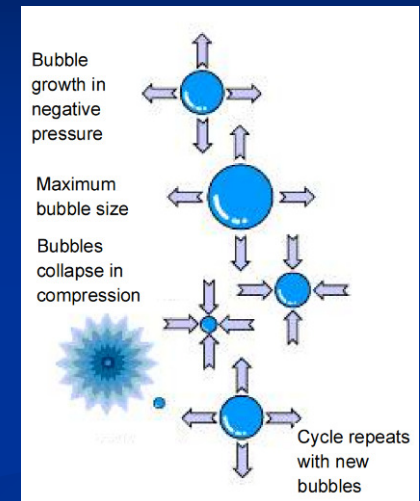 Bubble
growth in
negative
pressure
Maximum
bubble size
Bubbles
collapse in
compression
Cycle repeats
with new
bubbles